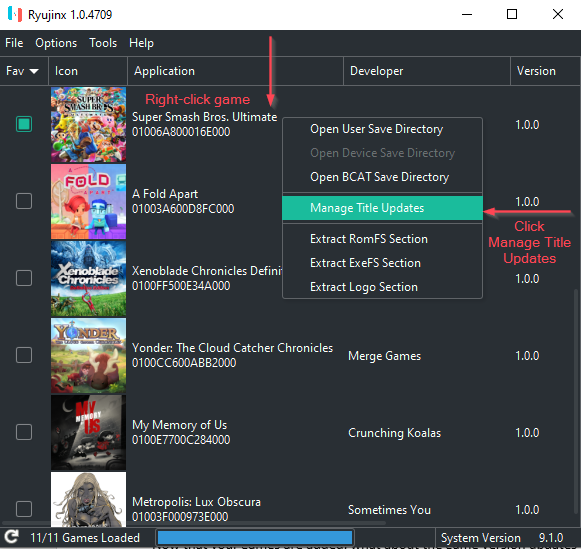 Ryujinx 1.0.4709
File Options Tools Help
Fav Icon Application Developer Version
Right-click game
SUPER
SMASH BROS.
ULTIMATE
Super Smash Bros. Ultimate
01006A800016E000
1.0.0
Open User Save Directory
Open Device Save Directory
Open BCAT Save Directory
Manage Title Updates
Extract RomFS Section
Extract ExeFS Section
Extract Logo Section
Click
Manage Title
Updates
A
FOLD
APART
A Fold Apart
01003A600D8FC000
1.0.0
Xenoblade
Chronicles
Xenoblade Chronicles Defini
0100FF500E34A000
1.0.0
YONDER
Yonder: The Cloud Catcher Chronicles
0100CC600ABB2000
Merge Games
1.0.0
MY
MEMORY
OF
US
My Memory of Us
0100E7700C284000
Crunching Koalas
1.0.0
Metropolis: Lux Obscura
01003F000973E000
Sometimes You
1.0.0
11/11 Games Loaded
System Version 9.1.0